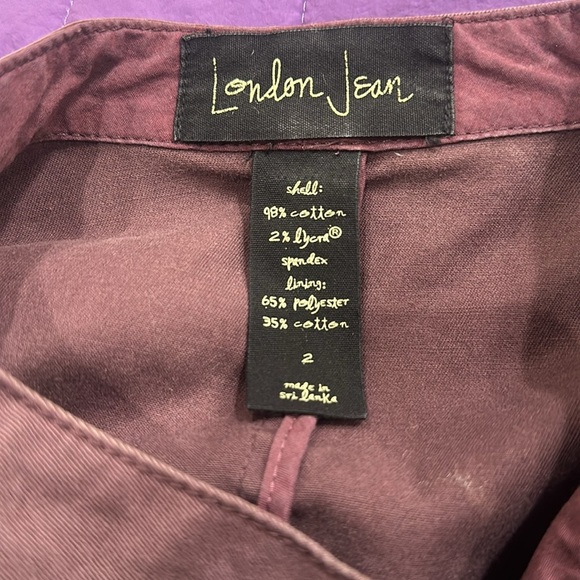 London Jean
shell:
98% cotton
2% lycra®
spandex
lining:
65% polyester
35% cotton
2
made in
sri lanka